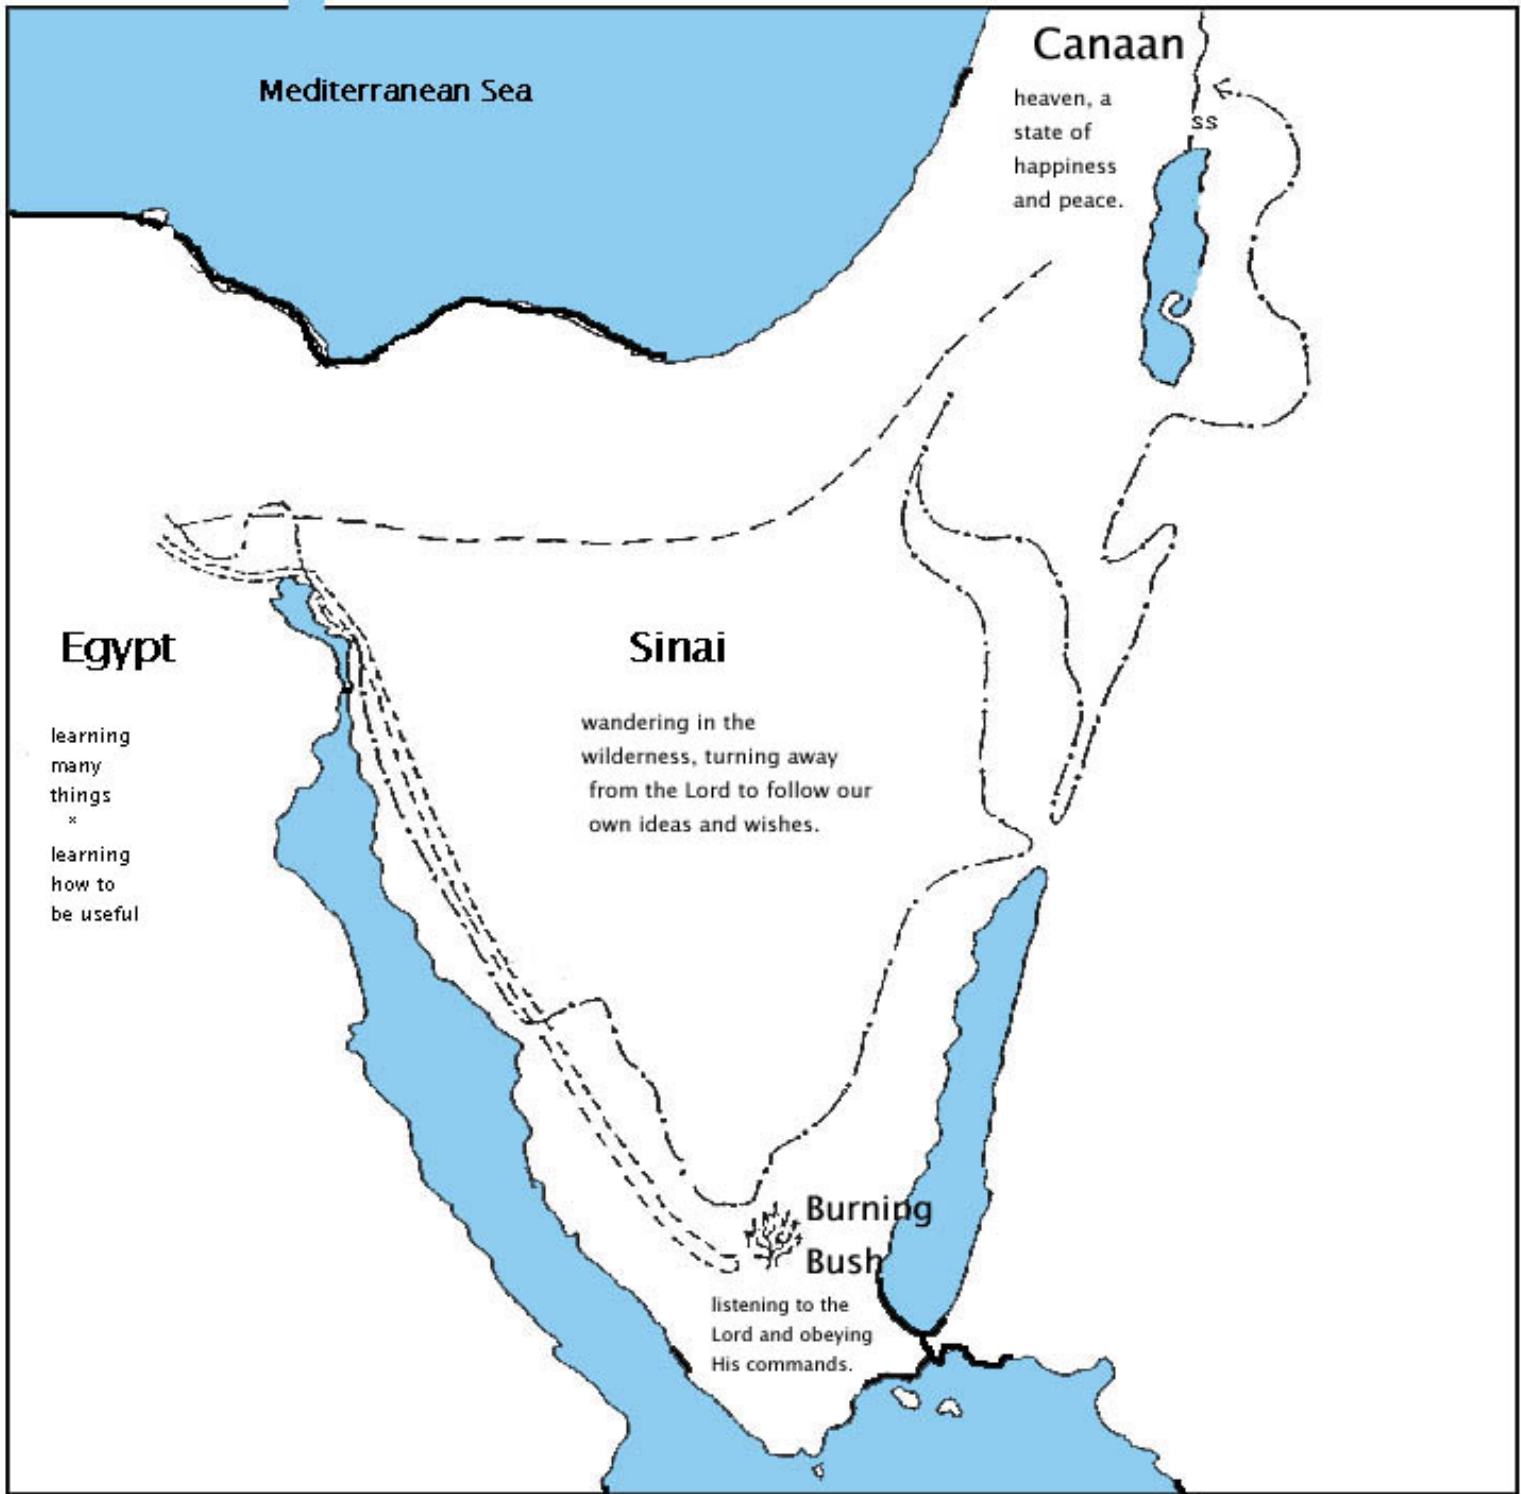 Canaan
Mediterranean Sea
heaven, a
state of
happiness
and peace.
ss
Egypt
Sinai
learning
many
things
×
learning
how to
be useful
wandering in the
wilderness, turning away
from the Lord to follow our
own ideas and wishes.
Burning
Bush
listening to the
Lord and obeying
His commands.